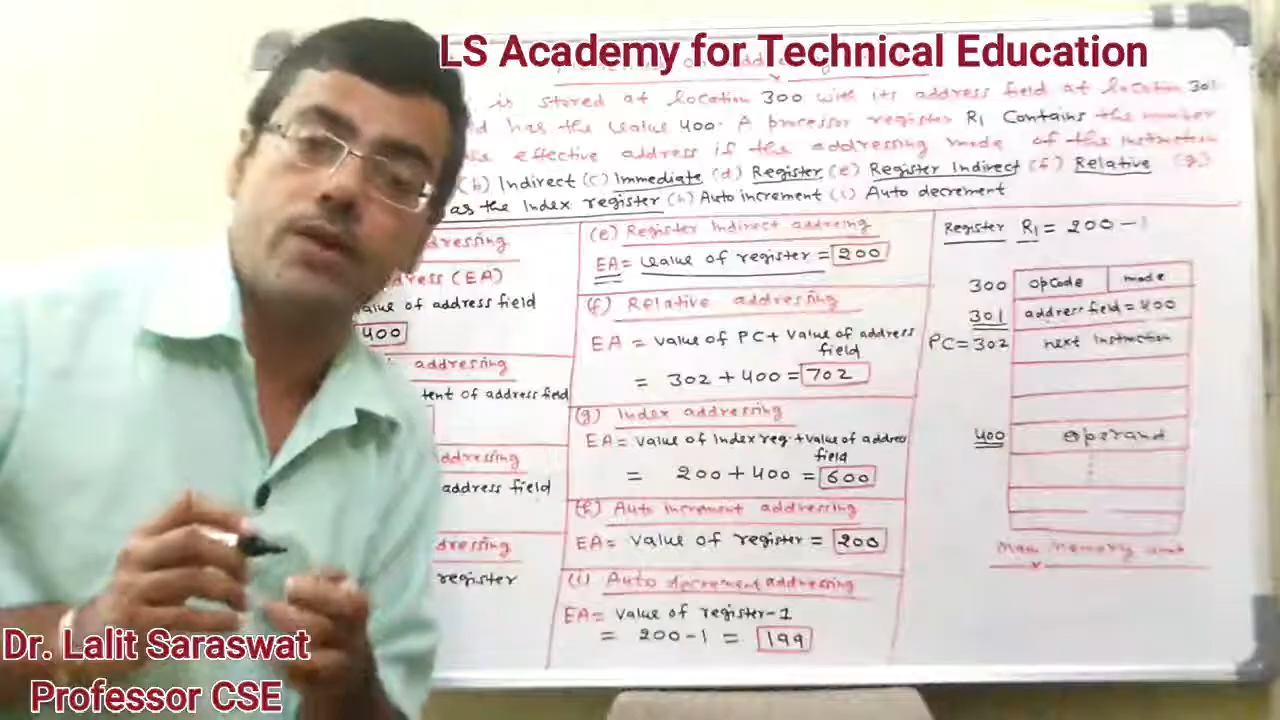 LS Academy for Technical Education
is stored at location 300 with its address field at location 301
has the value 400. A processor register R1 Contains the number
effective address if the addressing mode of the instruction
(b) Indirect (c) Immediate (d) Register (e) Register Indirect (f) Relative (g)
as the Index register (h) Auto increment (i) Auto decrement
dressing
dress (EA)
alue of address field
400
addressing
tent of address field
ddressing
address field
dressing
register
(e) Register Indirect addresing
EA = value of register = 200
(f) Relative addressing
EA = value of PC + value of address
field
= 302 + 400 = 702
(g) Index addressing
EA = value of Index reg + value of address
field
= 200 + 400 = 600
(h) Auto increment addressing
EA = value of register = 200
(i) Auto decrement addressing
EA = value of register - 1
= 200 - 1 = 199
Register R1 = 200 -
300 opCode mode
301 address field = 400
PC = 302 next instruction
400 operand
Main Memory unit
Dr. Lalit Saraswat
Professor CSE